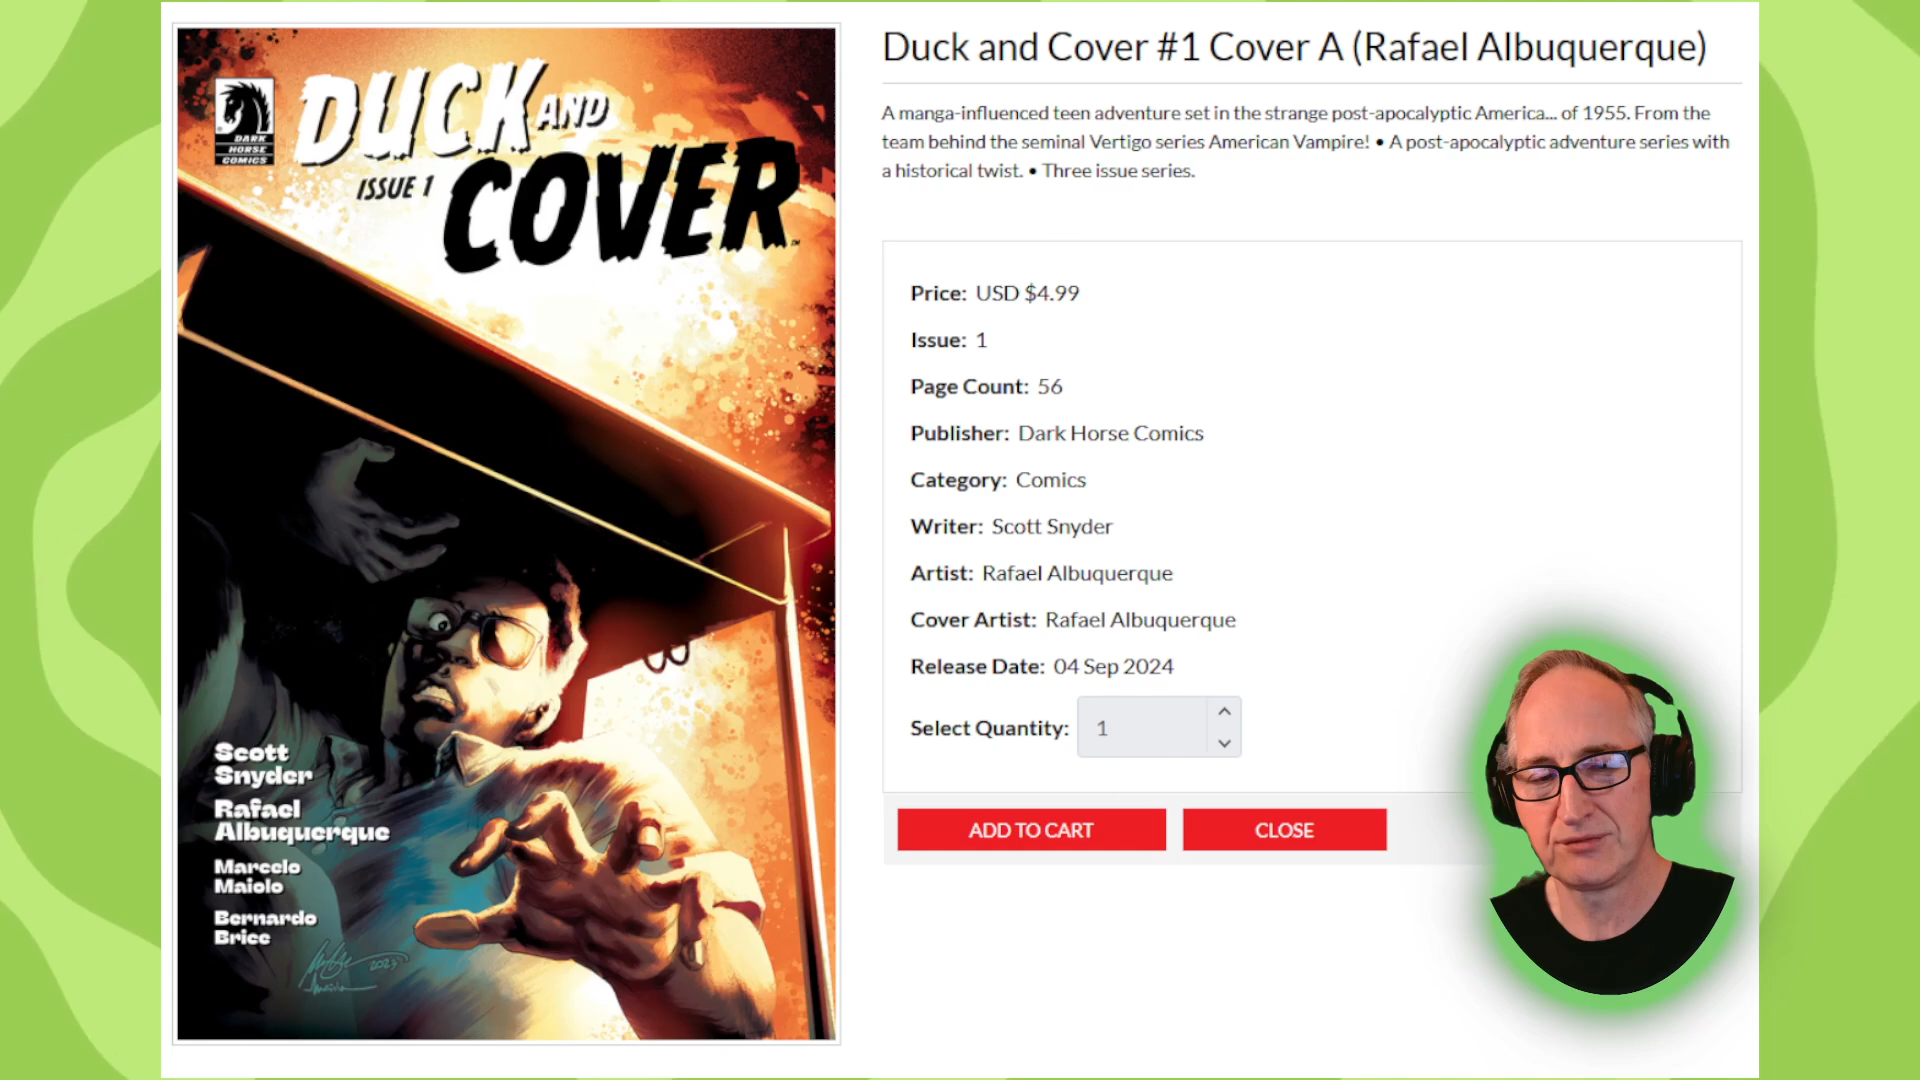 DUCK AND
COVER
ISSUE 1
DARK
HORSE
COMICS
Scott
Snyder
Rafael
Albuquerque
Marcelo
Maiolo
Bernardo
Brice
2023
Duck and Cover #1 Cover A (Rafael Albuquerque)
A manga-influenced teen adventure set in the strange post-apocalyptic America... of 1955. From the
team behind the seminal Vertigo series American Vampire! • A post-apocalyptic adventure series with
a historical twist. • Three issue series.
Price: USD $4.99
Issue: 1
Page Count: 56
Publisher: Dark Horse Comics
Category: Comics
Writer: Scott Snyder
Artist: Rafael Albuquerque
Cover Artist: Rafael Albuquerque
Release Date: 04 Sep 2024
Select Quantity: 1
ADD TO CART
CLOSE